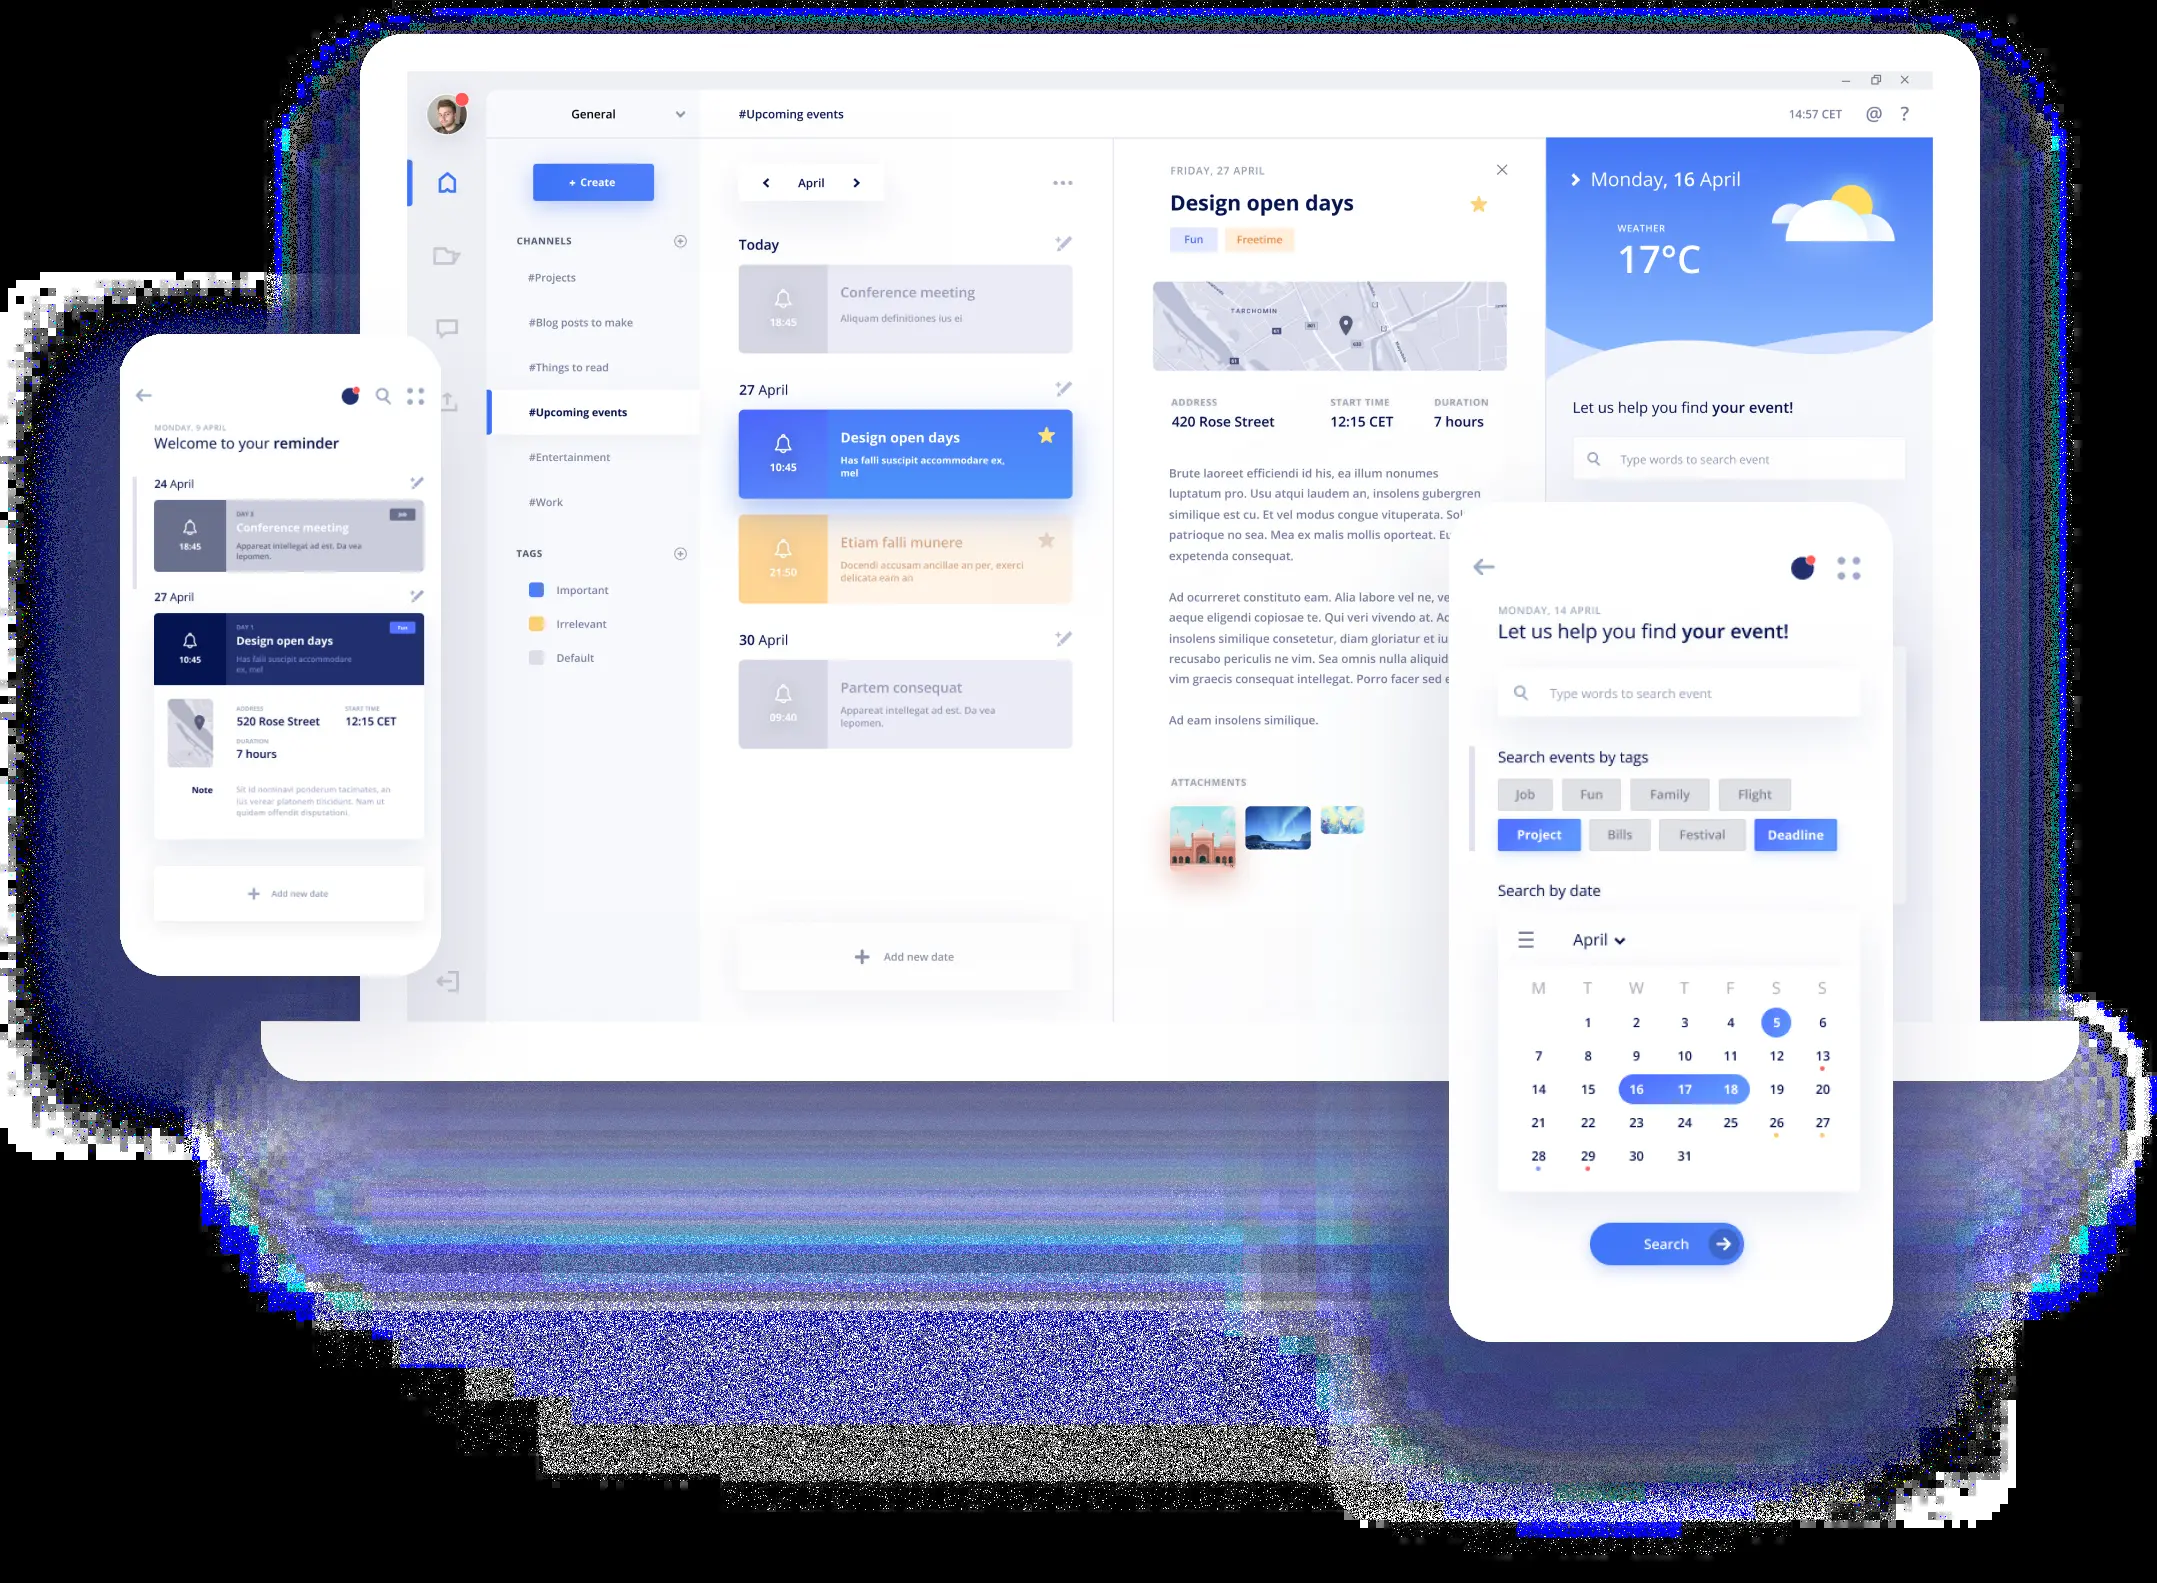 General
#Upcoming events
14:57 CET
@
?
+ Create
CHANNELS
#Projects
#Blog posts to make
#Things to read
#Upcoming events
#Entertainment
#Work
TAGS
Important
Irrelevant
Default
April
Today
18:45
Conference meeting
Aliquam definitiones ius ei
27 April
10:45
Design open days
Has falli suscipit accommodare ex,
mel
21:50
Etiam falli munere
Docendi accusam ancillae an per, exerci
delicata eam an
30 April
09:40
Partem consequat
Appareat intellegat ad est. Da vea
lepomen.
+ Add new date
FRIDAY, 27 APRIL
Design open days
Fun
Freetime
TARCHOMIN
ADDRESS
420 Rose Street
START TIME
12:15 CET
DURATION
7 hours
Brute laoreet efficiendi id his, ea illum nonumes
luptatum pro. Usu atqui laudem an, insolens gubergren
similique est cu. Et vel modus congue vituperata. Sol
patrioque no sea. Mea ex malis mollis oporteat. Eu
expetenda consequat.
Ad ocurreret constituto eam. Alia labore vel ne, ve
aeque eligendi copiosae te. Qui veri vivendo at. Ac
insolens similique consetetur, diam gloriatur et iu
recusabo periculis ne vim. Sea omnis nulla aliquid
vim graecis consequat intellegat. Porro facer sed e
Ad eam insolens similique.
ATTACHMENTS
Monday, 16 April
WEATHER
17°C
Let us help you find your event!
Type words to search event
MONDAY, 9 APRIL
Welcome to your reminder
24 April
18:45
DAY 5
Job
Conference meeting
Appareat intellegat ad est. Da vea
lepomen.
27 April
10:45
DAY 1
Fun
Design open days
Has falli suscipit accommodare
ex, mel
ADDRESS
520 Rose Street
START TIME
12:15 CET
DURATION
7 hours
Note
Sit id nominavi ponderum tacimates, an
ius verear platonem tincidunt. Nam ut
quidam offendit disputationi.
+ Add new date
MONDAY, 14 APRIL
Let us help you find your event!
Type words to search event
Search events by tags
Job Fun Family Flight
Project Bills Festival Deadline
Search by date
April
M T W T F S S
1 2 3 4 5 6
7 8 9 10 11 12 13
14 15 16 17 18 19 20
21 22 23 24 25 26 27
28 29 30 31
Search